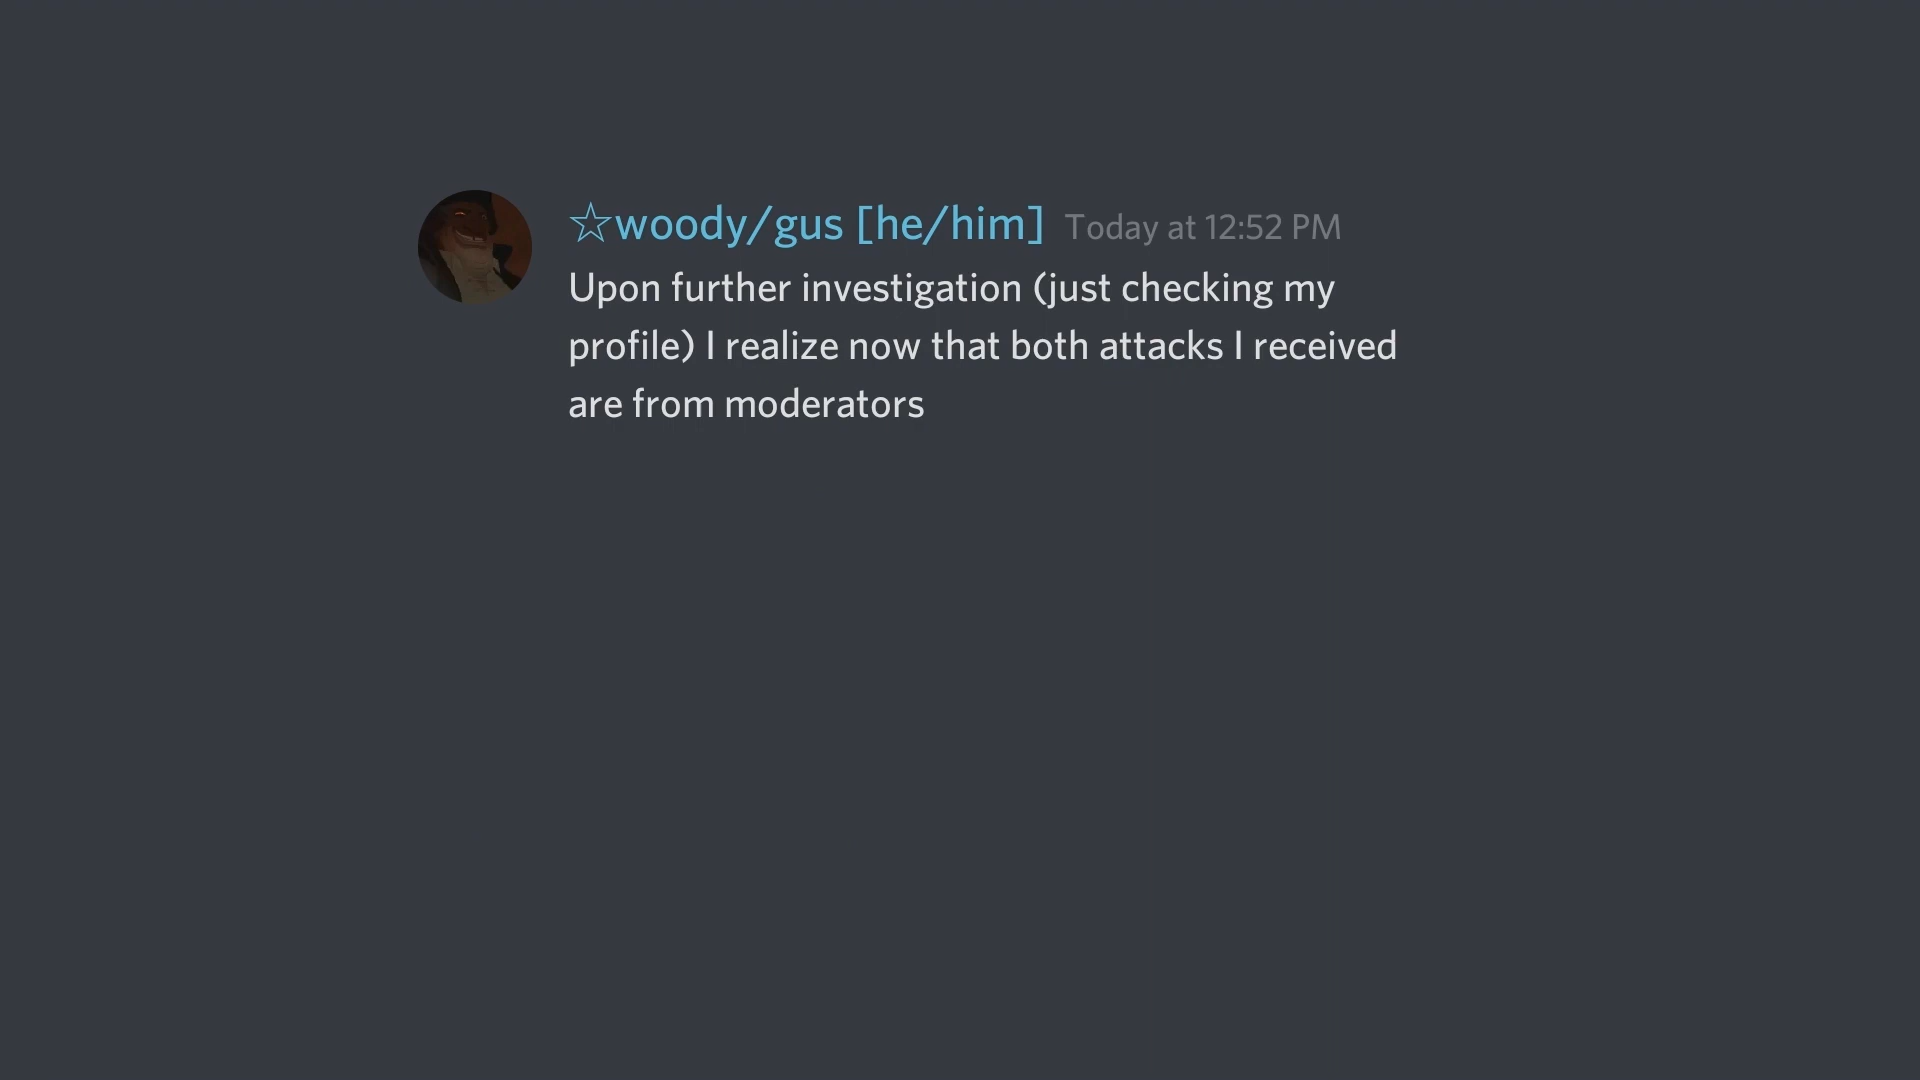 ☆woody/gus [he/him] Today at 12:52 PM
Upon further investigation (just checking my
profile) I realize now that both attacks I received
are from moderators